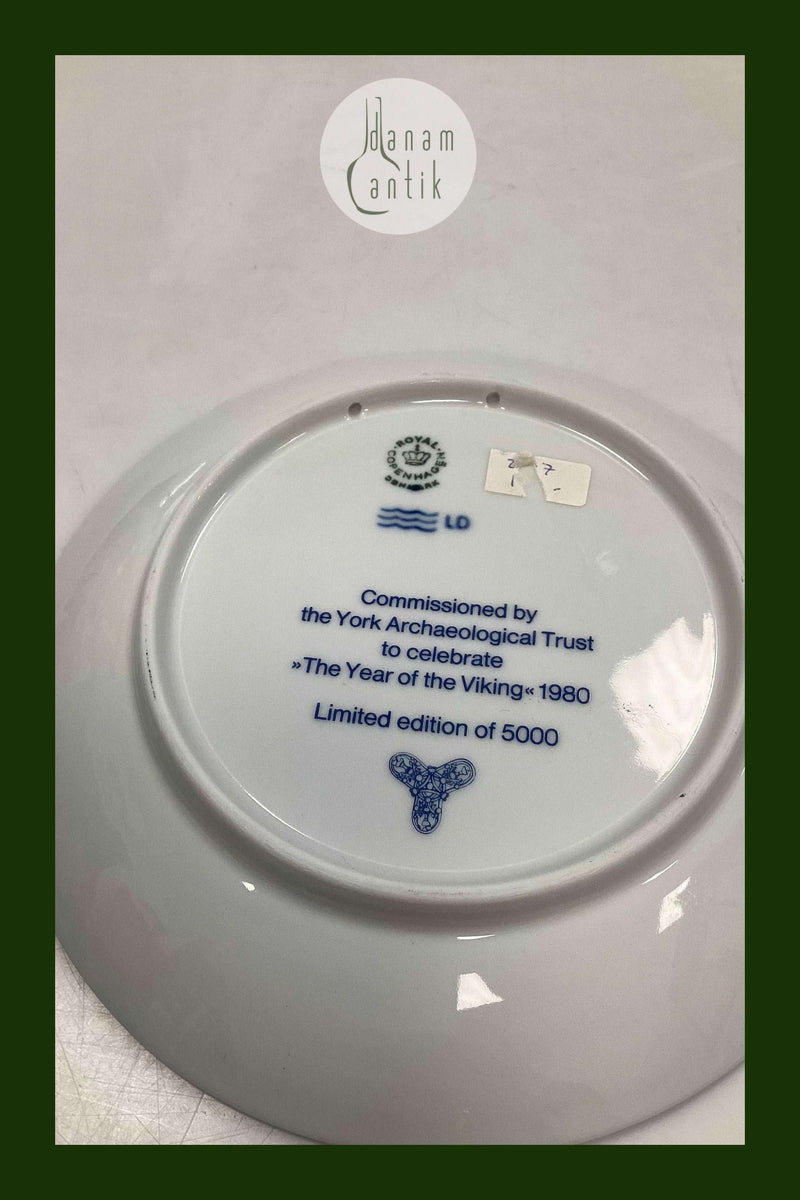 danam
antik
ROYAL
COPENHAGEN
DENMARK
LD
Commissioned by
the York Archaeological Trust
to celebrate
»The Year of the Viking« 1980
Limited edition of 5000